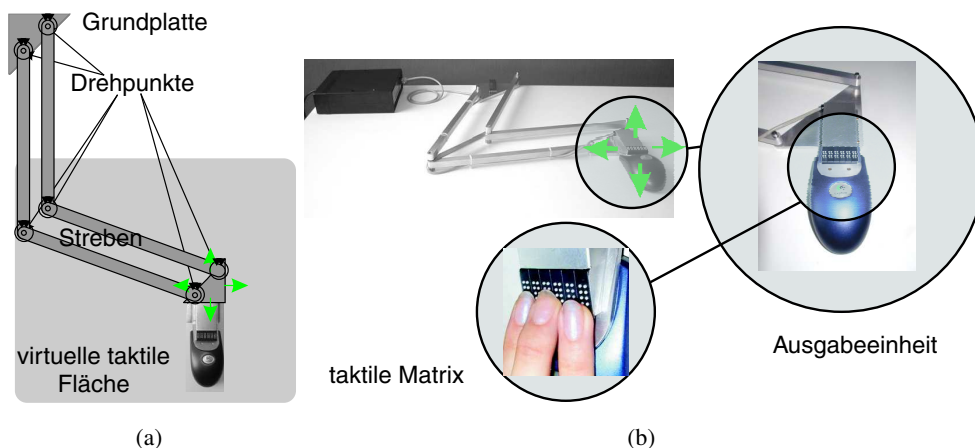 Grundplatte
Drehpunkte
Streben
virtuelle taktile
Fläche
taktile Matrix
Ausgabeeinheit
(a)
(b)